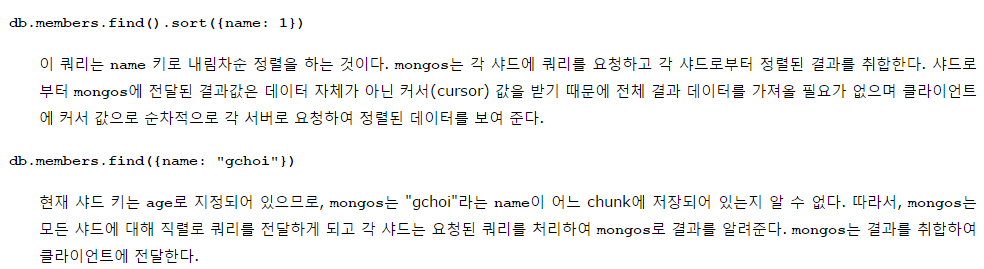 db.members.find().sort({name: 1})
이 쿼리는 name 키로 내림차순 정렬을 하는 것이다. mongos는 각 샤드에 쿼리를 요청하고 각 샤드로부터 정렬된 결과를 취합한다. 샤드로
부터 mongos에 전달된 결과값은 데이터 자체가 아닌 커서(cursor) 값을 받기 때문에 전체 결과 데이터를 가져올 필요가 없으며 클라이언트
에 커서 값으로 순차적으로 각 서버로 요청하여 정렬된 데이터를 보여 준다.
db.members.find({name: "gchoi"})
현재 샤드 키는 age로 지정되어 있으므로, mongos는 "gchoi"라는 name이 어느 chunk에 저장되어 있는지 알 수 없다. 따라서, mongos는
모든 샤드에 대해 직렬로 쿼리를 전달하게 되고 각 샤드는 요청된 쿼리를 처리하여 mongos로 결과를 알려준다. mongos는 결과를 취합하여
클라이언트에 전달한다.